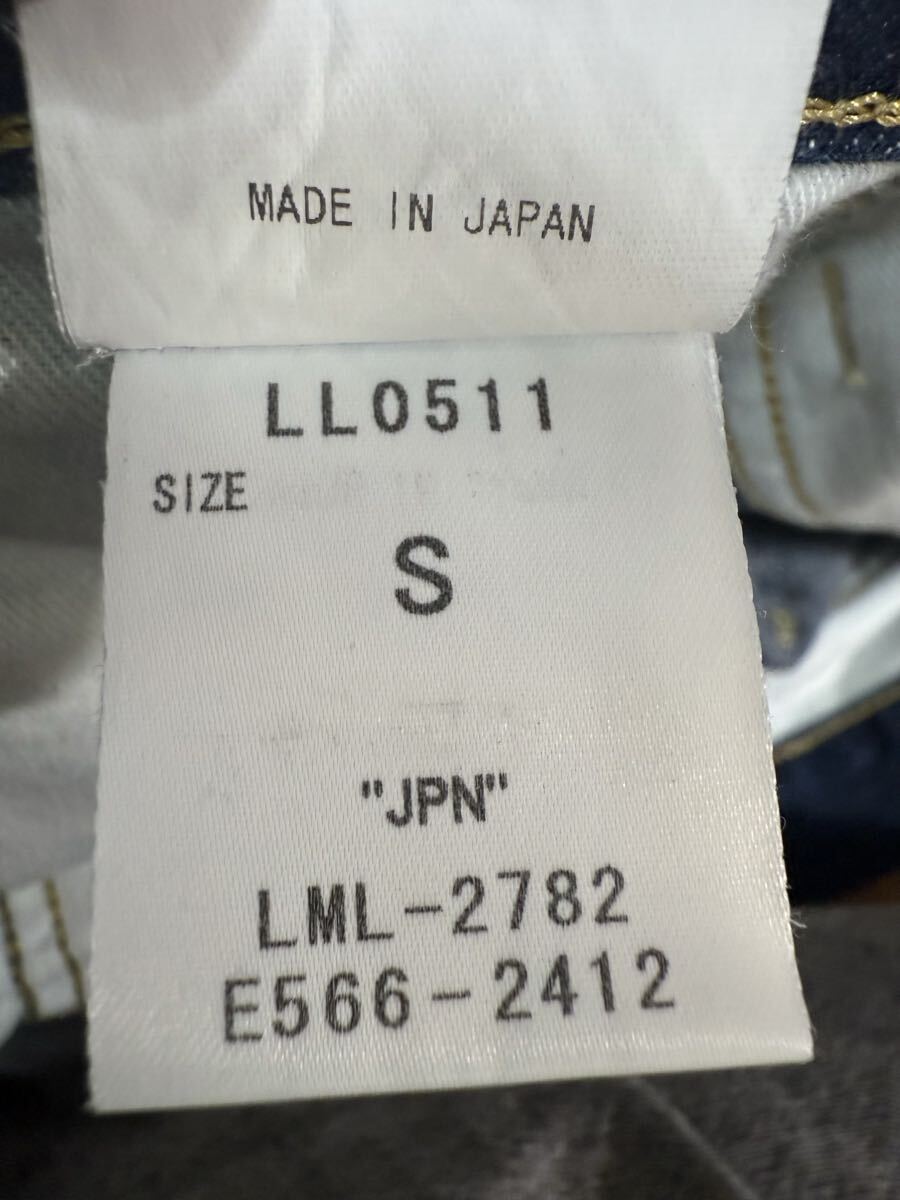 MADE IN JAPAN
LL0511
SIZE
S
"JPN"
LML-2782
E566-2412